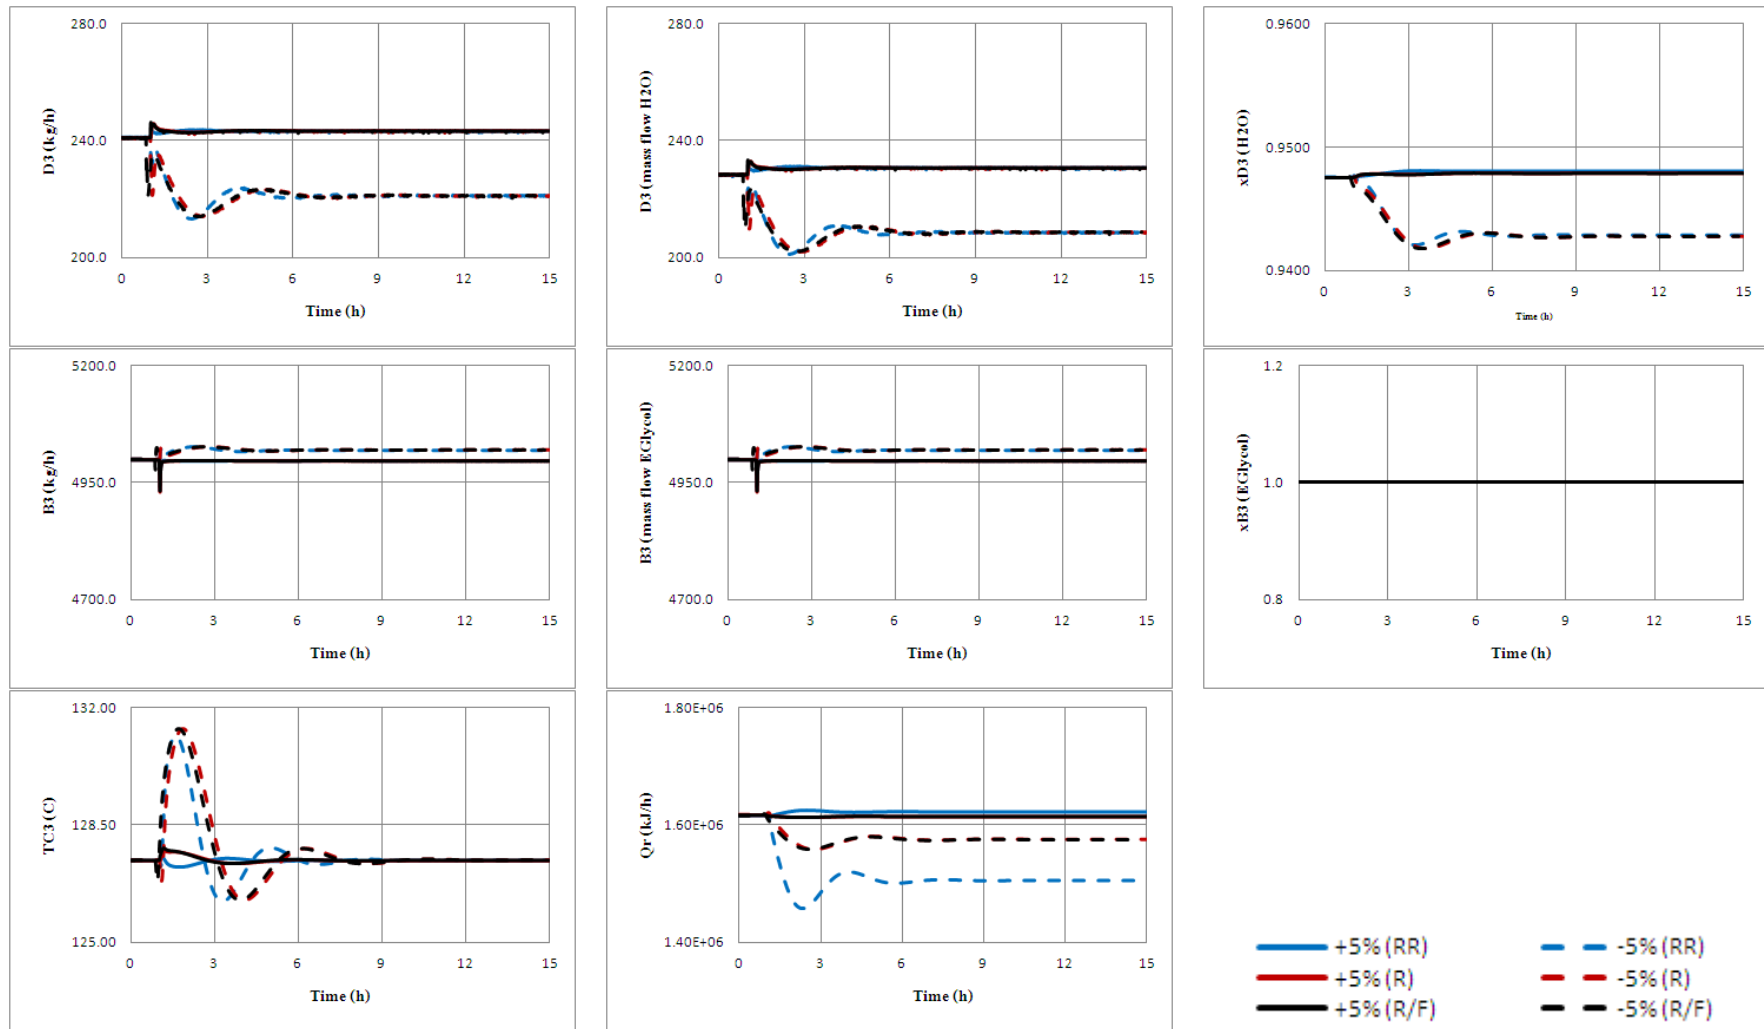 280.0
240.0
200.0
D3 (kg/h)
0 3 6 9 12 15
Time (h)
280.0
240.0
200.0
D3 (mass flow H2O)
0 3 6 9 12 15
Time (h)
0.9600
0.9500
0.9400
xD3 (H2O)
0 3 6 9 12 15
Time (h)
5200.0
4950.0
4700.0
B3 (kg/h)
0 3 6 9 12 15
Time (h)
5200.0
4950.0
4700.0
B3 (mass flow EGlycol)
0 3 6 9 12 15
Time (h)
1.2
1.0
0.8
xB3 (EGlycol)
0 3 6 9 12 15
Time (h)
132.00
128.50
125.00
TC3 (C)
0 3 6 9 12 15
Time (h)
1.80E+06
1.60E+06
1.40E+06
Qr (kJ/h)
0 3 6 9 12 15
Time (h)
+5% (RR) -5% (RR)
+5% (R) -5% (R)
+5% (R/F) -5% (R/F)